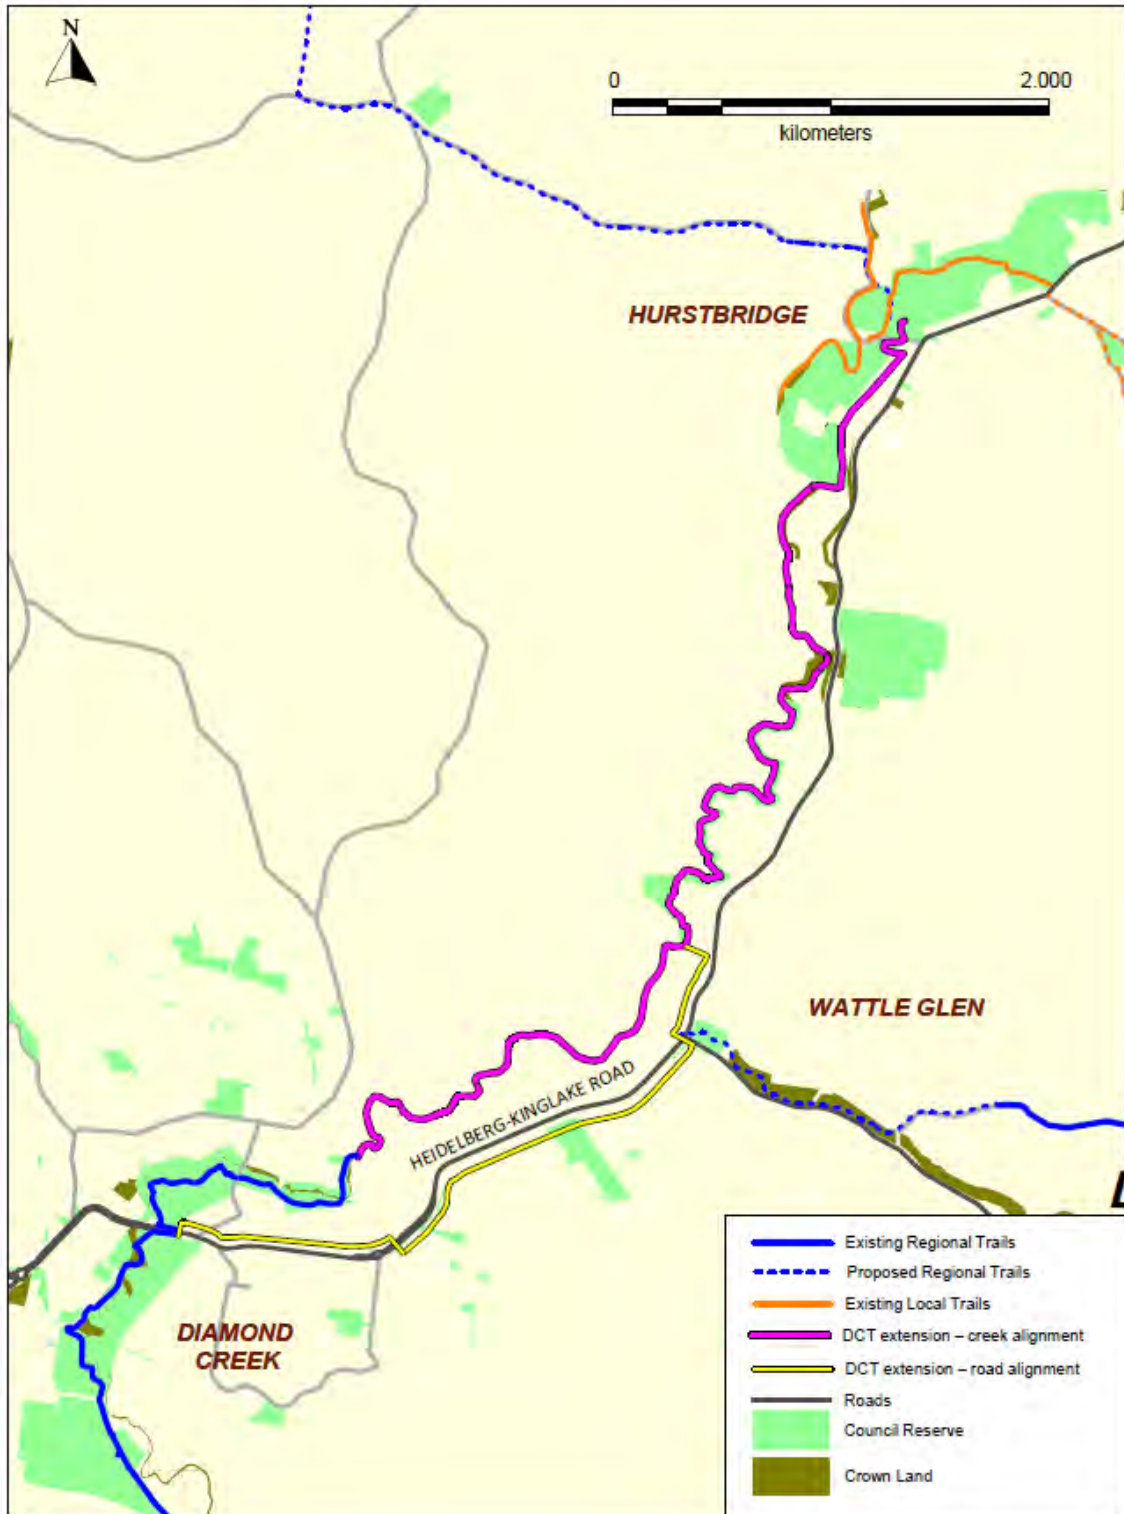 N
0 2.000
kilometers
HURSTBRIDGE
WATTLE GLEN
HEIDELBERG-KINGLAKE ROAD
DIAMOND
CREEK
L
Existing Regional Trails
Proposed Regional Trails
Existing Local Trails
DCT extension – creek alignment
DCT extension – road alignment
Roads
Council Reserve
Crown Land